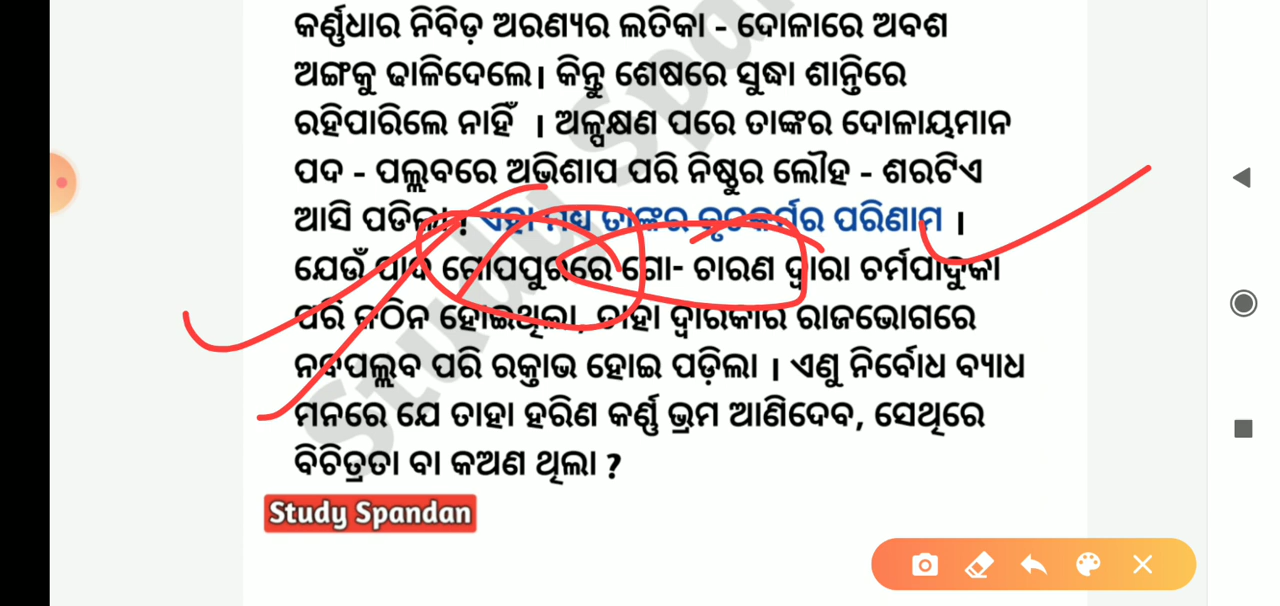 କର୍ଣ୍ଣଧାର ନିବିଡ଼ ଅରଣ୍ୟର ଲତିକା - ଦୋଳାରେ ଅବଶ
ଅଙ୍ଗକୁ ଢାଳିଦେଲେ। କିନ୍ତୁ ଶେଷରେ ସୁଦ୍ଧା ଶାନ୍ତିରେ
ରହିପାରିଲେ ନାହିଁ । ଅଳ୍ପକ୍ଷଣ ପରେ ତାଙ୍କର ଦୋଳାୟମାନ
ପଦ - ପଲ୍ଲବରେ ଅଭିଶାପ ପରି ନିଷ୍ଠୁର ଲୌହ - ଶରଟିଏ
ଆସି ପଡିଲା ! ଏହା ମଧ୍ୟ ତାଙ୍କର କୃତକର୍ମର ପରିଣାମ ।
ଯେଉଁ ପାଦ ଗୋପପୁରରେ ଗୋ- ଚାରଣ ଦ୍ୱାରା ଚର୍ମପାଦୁକା
ପରି କଠିନ ହୋଇଥିଲା, ତାହା ଦ୍ୱାରକାର ରାଜଭୋଗରେ
ନବପଲ୍ଲବ ପରି ରକ୍ତାଭ ହୋଇ ପଡ଼ିଲା । ଏଣୁ ନିର୍ବୋଧ ବ୍ୟାଧ
ମନରେ ଯେ ତାହା ହରିଣ କର୍ଣ୍ଣ ଭ୍ରମ ଆଣିଦେବ, ସେଥିରେ
ବିଚିତ୍ରତା ବା କଅଣ ଥିଲା ?
Study Spandan